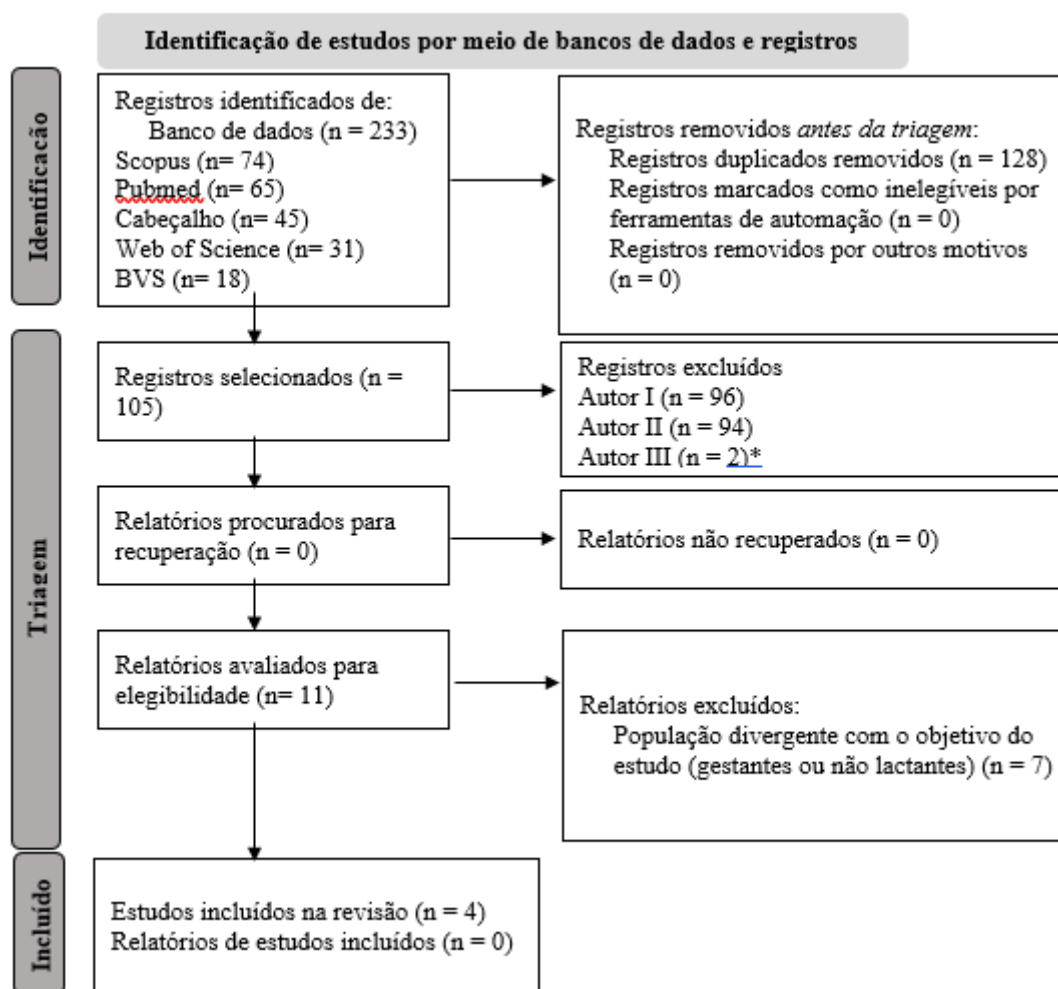 Identificação de estudos por meio de bancos de dados e registros
Identificacão
Registros identificados de:
Banco de dados (n = 233)
Scopus (n= 74)
Pubmed (n= 65)
Cabeçalho (n= 45)
Web of Science (n= 31)
BVS (n= 18)
Registros removidos antes da triagem:
Registros duplicados removidos (n = 128)
Registros marcados como inelegíveis por
ferramentas de automação (n = 0)
Registros removidos por outros motivos
(n = 0)
Triagem
Registros selecionados (n =
105)
Registros excluídos
Autor I (n = 96)
Autor II (n = 94)
Autor III (n = 2)*
Relatórios procurados para
recuperação (n = 0)
Relatórios não recuperados (n = 0)
Relatórios avaliados para
elegibilidade (n= 11)
Relatórios excluídos:
População divergente com o objetivo do
estudo (gestantes ou não lactantes) (n = 7)
Incluído
Estudos incluídos na revisão (n = 4)
Relatórios de estudos incluídos (n = 0)